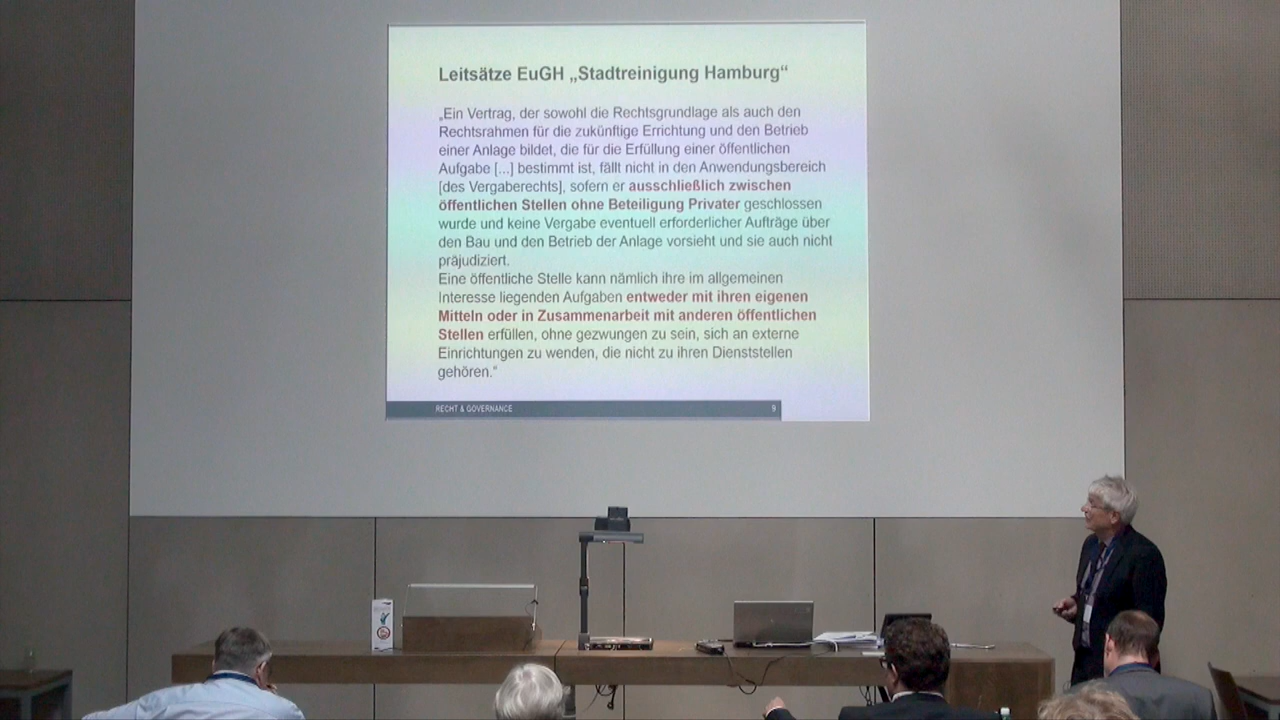 Leitsätze EuGH „Stadtreinigung Hamburg“
„Ein Vertrag, der sowohl die Rechtsgrundlage als auch den
Rechtsrahmen für die zukünftige Errichtung und den Betrieb
einer Anlage bildet, die für die Erfüllung einer öffentlichen
Aufgabe [...] bestimmt ist, fällt nicht in den Anwendungsbereich
[des Vergaberechts], sofern er ausschließlich zwischen
öffentlichen Stellen ohne Beteiligung Privater geschlossen
wurde und keine Vergabe eventuell erforderlicher Aufträge über
den Bau und den Betrieb der Anlage vorsieht und sie auch nicht
präjudiziert.
Eine öffentliche Stelle kann nämlich ihre im allgemeinen
Interesse liegenden Aufgaben entweder mit ihren eigenen
Mitteln oder in Zusammenarbeit mit anderen öffentlichen
Stellen erfüllen, ohne gezwungen zu sein, sich an externe
Einrichtungen zu wenden, die nicht zu ihren Dienststellen
gehören.“
RECHT & GOVERNANCE 9